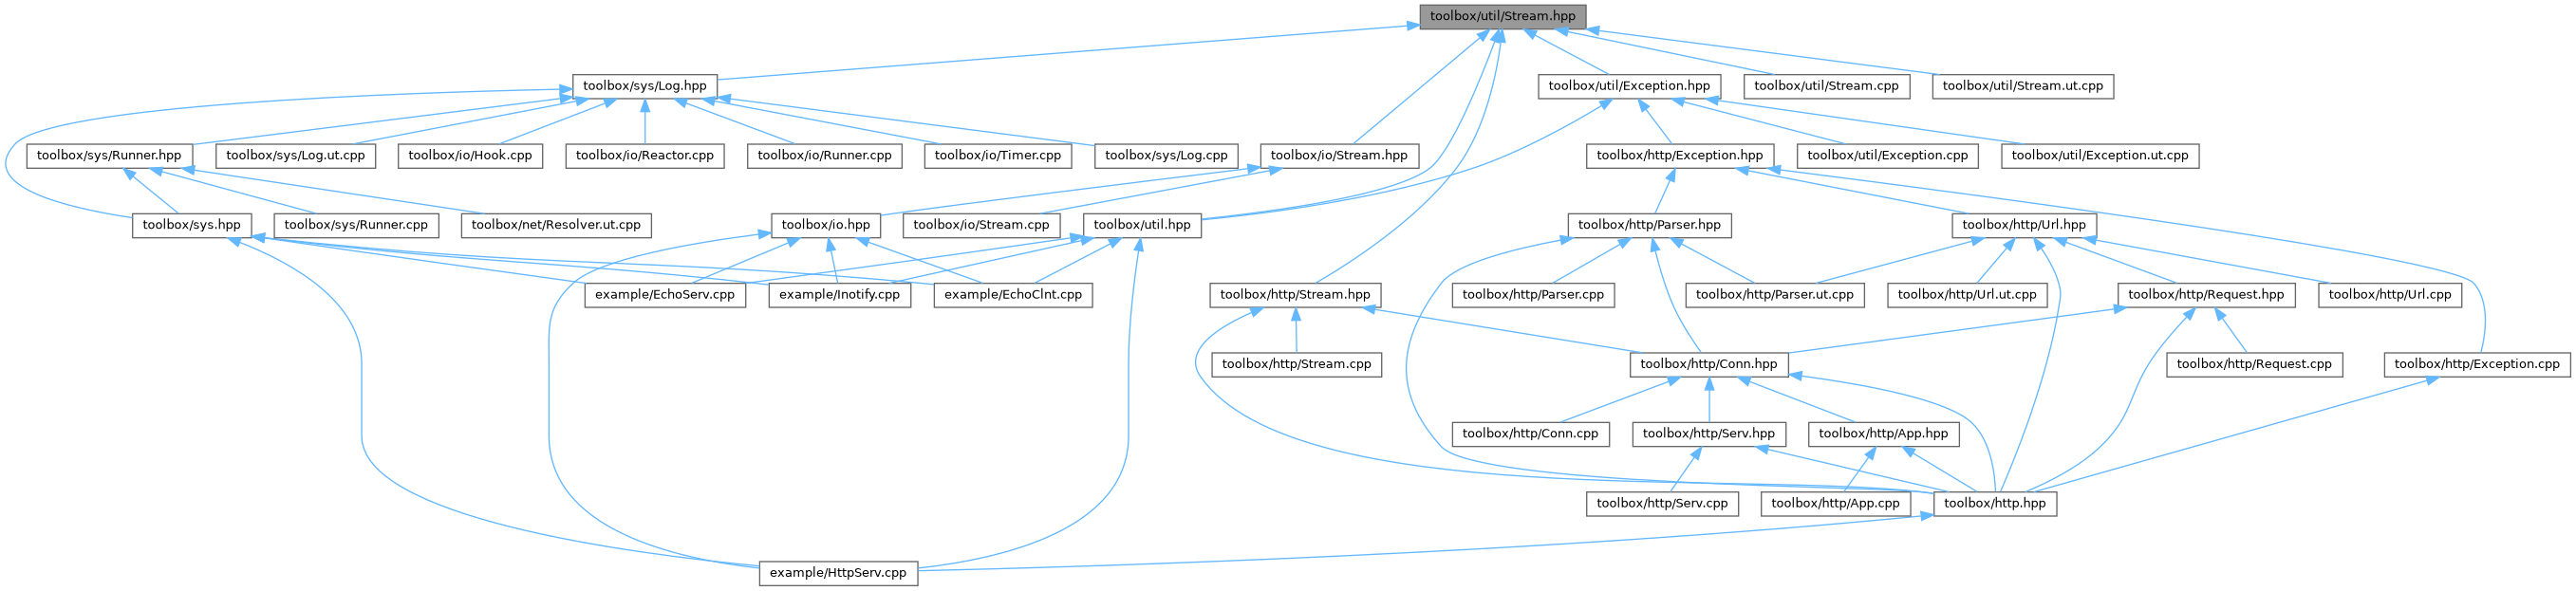 toolbox/util/Stream.hpp
toolbox/sys/Log.hpp
toolbox/util/Exception.hpp
toolbox/util/Stream.cpp
toolbox/util/Stream.ut.cpp
toolbox/sys/Runner.hpp
toolbox/sys/Log.ut.cpp
toolbox/io/Hook.cpp
toolbox/io/Reactor.cpp
toolbox/io/Runner.cpp
toolbox/io/Timer.cpp
toolbox/sys/Log.cpp
toolbox/io/Stream.hpp
toolbox/http/Exception.hpp
toolbox/util/Exception.cpp
toolbox/util/Exception.ut.cpp
toolbox/sys.hpp
toolbox/sys/Runner.cpp
toolbox/net/Resolver.ut.cpp
toolbox/io.hpp
toolbox/io/Stream.cpp
toolbox/util.hpp
toolbox/http/Parser.hpp
toolbox/http/Url.hpp
example/EchoServ.cpp
example/Inotify.cpp
example/EchoClnt.cpp
toolbox/http/Stream.hpp
toolbox/http/Parser.cpp
toolbox/http/Parser.ut.cpp
toolbox/http/Url.ut.cpp
toolbox/http/Request.hpp
toolbox/http/Url.cpp
toolbox/http/Stream.cpp
toolbox/http/Conn.hpp
toolbox/http/Request.cpp
toolbox/http/Exception.cpp
toolbox/http/Conn.cpp
toolbox/http/Serv.hpp
toolbox/http/App.hpp
toolbox/http/Serv.cpp
toolbox/http/App.cpp
toolbox/http.hpp
example/HttpServ.cpp